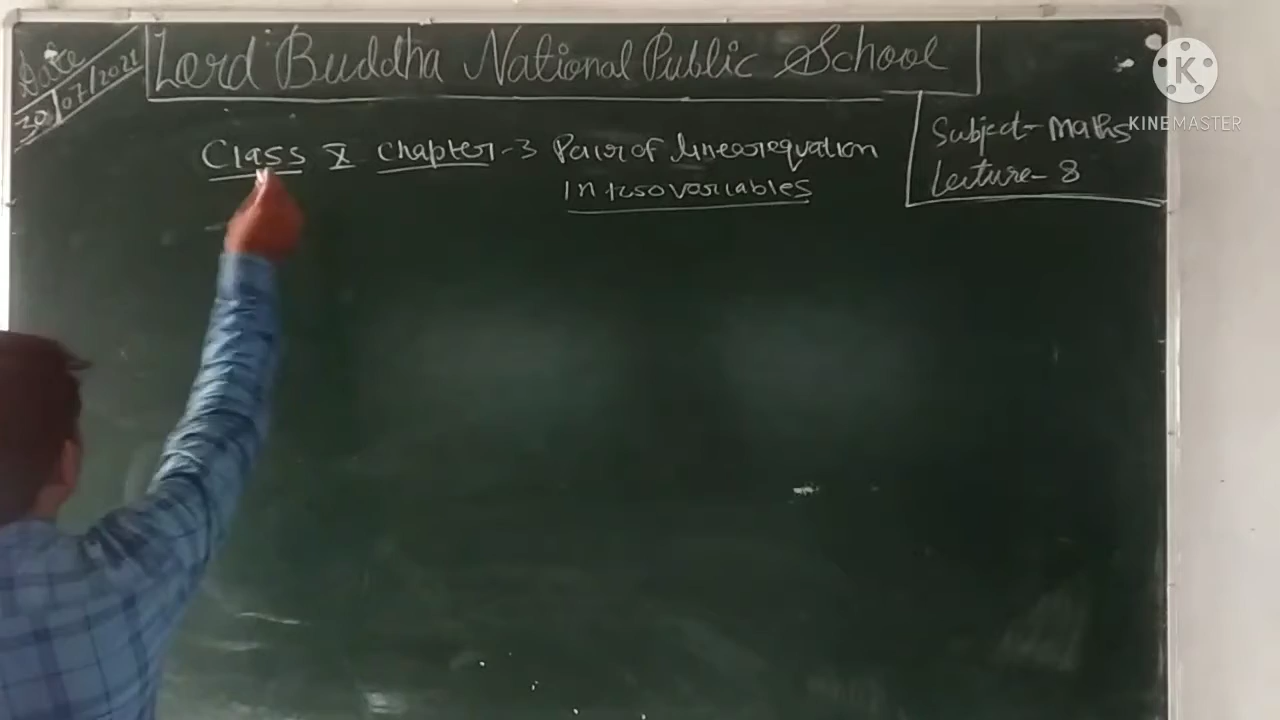 Date
30/07/2021
Lord Buddha National Public School
Subject- Maths
Lecture- 8
Class X Chapter-3 Pair of linear equation
In two variables
K
KINEMASTER